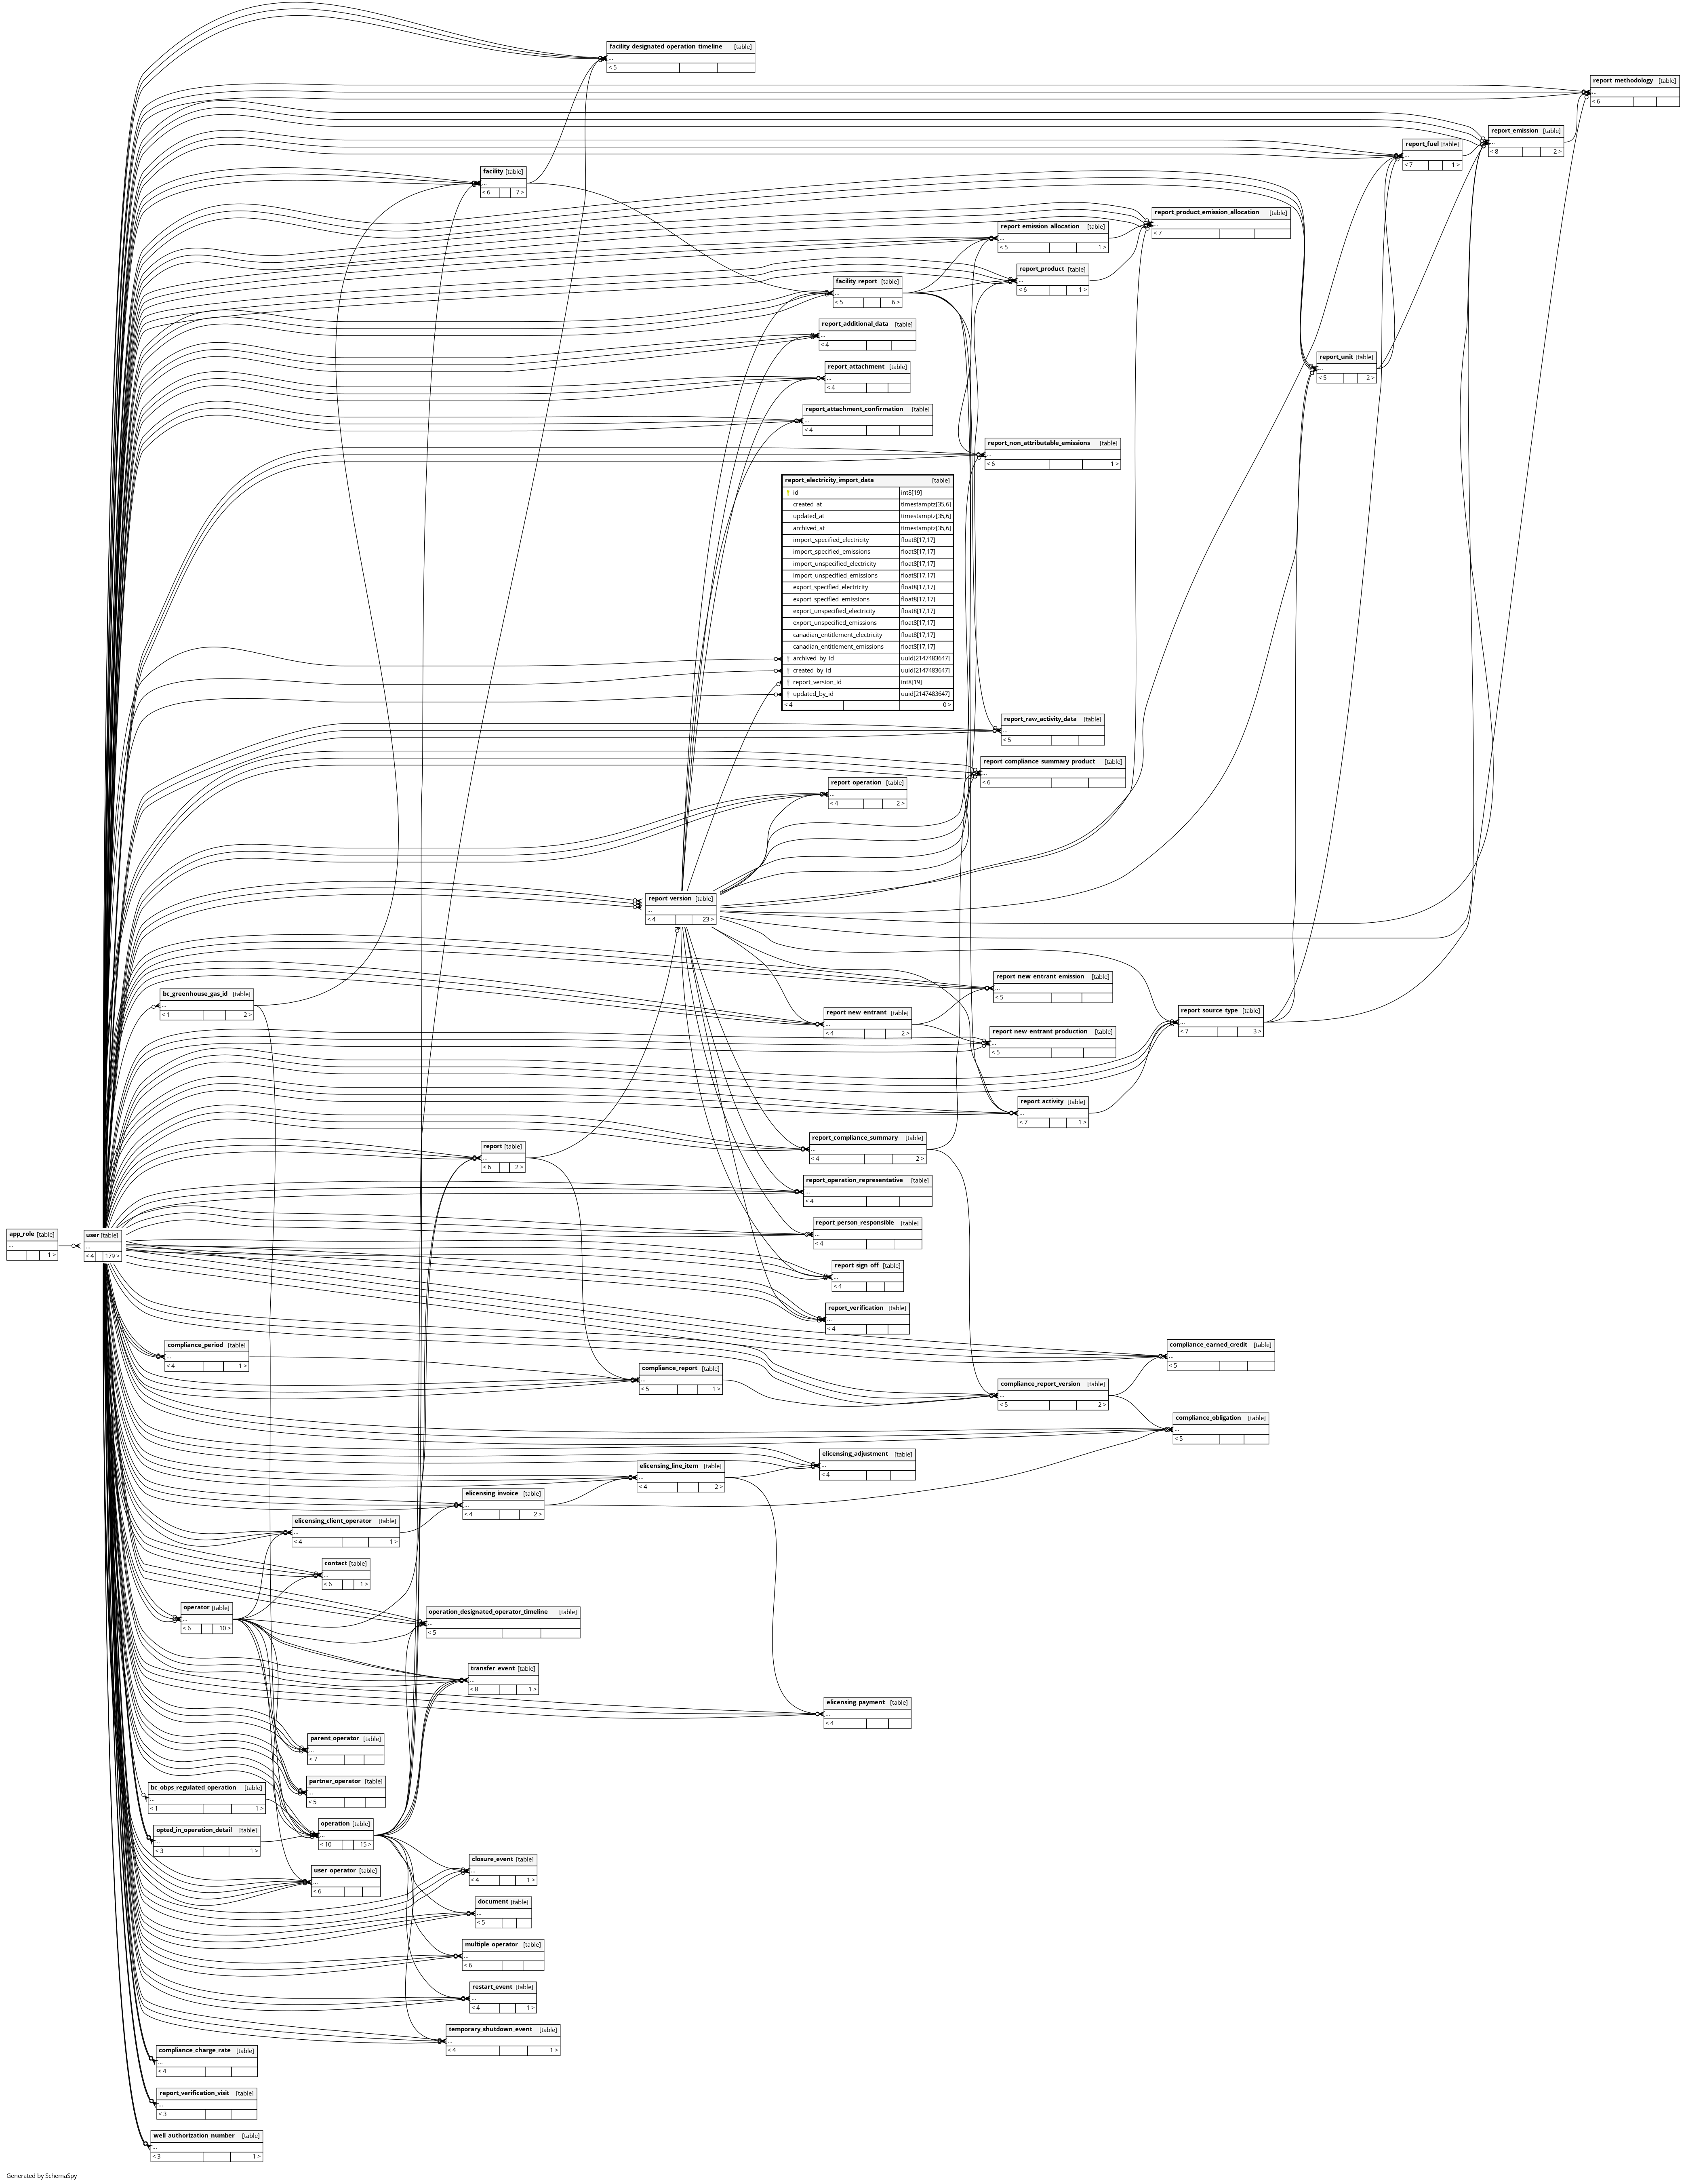 facility_designated_operation_timeline [table]
...
< 5
report_methodology [table]
...
< 6
report_emission [table]
...
< 8 2 >
report_fuel [table]
...
< 7 1 >
facility [table]
...
< 6 7 >
report_product_emission_allocation [table]
...
< 7
report_emission_allocation [table]
...
< 5 1 >
report_product [table]
...
< 6 1 >
facility_report [table]
...
< 5 6 >
report_additional_data [table]
...
< 4
report_unit [table]
...
< 5 2 >
report_attachment [table]
...
< 4
report_attachment_confirmation [table]
...
< 4
report_non_attributable_emissions [table]
...
< 6 1 >
report_electricity_import_data [table]
id int8[19]
created_at timestamptz[35,6]
updated_at timestamptz[35,6]
archived_at timestamptz[35,6]
import_specified_electricity float8[17,17]
import_specified_emissions float8[17,17]
import_unspecified_electricity float8[17,17]
import_unspecified_emissions float8[17,17]
export_specified_electricity float8[17,17]
export_specified_emissions float8[17,17]
export_unspecified_electricity float8[17,17]
export_unspecified_emissions float8[17,17]
canadian_entitlement_electricity float8[17,17]
canadian_entitlement_emissions float8[17,17]
archived_by_id uuid[2147483647]
created_by_id uuid[2147483647]
report_version_id int8[19]
updated_by_id uuid[2147483647]
< 4 0 >
report_raw_activity_data [table]
...
< 5
report_compliance_summary_product [table]
...
< 6
report_operation [table]
...
< 4 2 >
report_version [table]
...
< 4 23 >
report_new_entrant_emission [table]
...
< 5
bc_greenhouse_gas_id [table]
...
< 1 2 >
report_new_entrant [table]
...
< 4 2 >
report_source_type [table]
...
< 7 3 >
report_new_entrant_production [table]
...
< 5
report_activity [table]
...
< 7 1 >
report_compliance_summary [table]
...
< 4 2 >
report [table]
...
< 6 2 >
report_operation_representative [table]
...
< 4
report_person_responsible [table]
...
< 4
app_role [table]
...
1 >
user [table]
...
< 4 179 >
report_sign_off [table]
...
< 4
report_verification [table]
...
< 4
compliance_period [table]
...
< 4 1 >
compliance_earned_credit [table]
...
< 5
compliance_report [table]
...
< 5 1 >
compliance_report_version [table]
...
< 5 2 >
compliance_obligation [table]
...
< 5
elicensing_adjustment [table]
...
< 4
elicensing_line_item [table]
...
< 4 2 >
elicensing_invoice [table]
...
< 4 2 >
elicensing_client_operator [table]
...
< 4 1 >
contact [table]
...
< 6 1 >
operator [table]
...
< 6 10 >
operation_designated_operator_timeline [table]
...
< 5
transfer_event [table]
...
< 8 1 >
elicensing_payment [table]
...
< 4
parent_operator [table]
...
< 7
partner_operator [table]
...
< 5
bc_obps_regulated_operation [table]
...
< 1 1 >
operation [table]
...
< 10 15 >
opted_in_operation_detail [table]
...
< 3 1 >
closure_event [table]
...
< 4 1 >
user_operator [table]
...
< 6
document [table]
...
< 5
multiple_operator [table]
...
< 6
restart_event [table]
...
< 4 1 >
temporary_shutdown_event [table]
...
< 4 1 >
compliance_charge_rate [table]
...
< 4
report_verification_visit [table]
...
< 3
well_authorization_number [table]
...
< 3 1 >
Generated by SchemaSpy